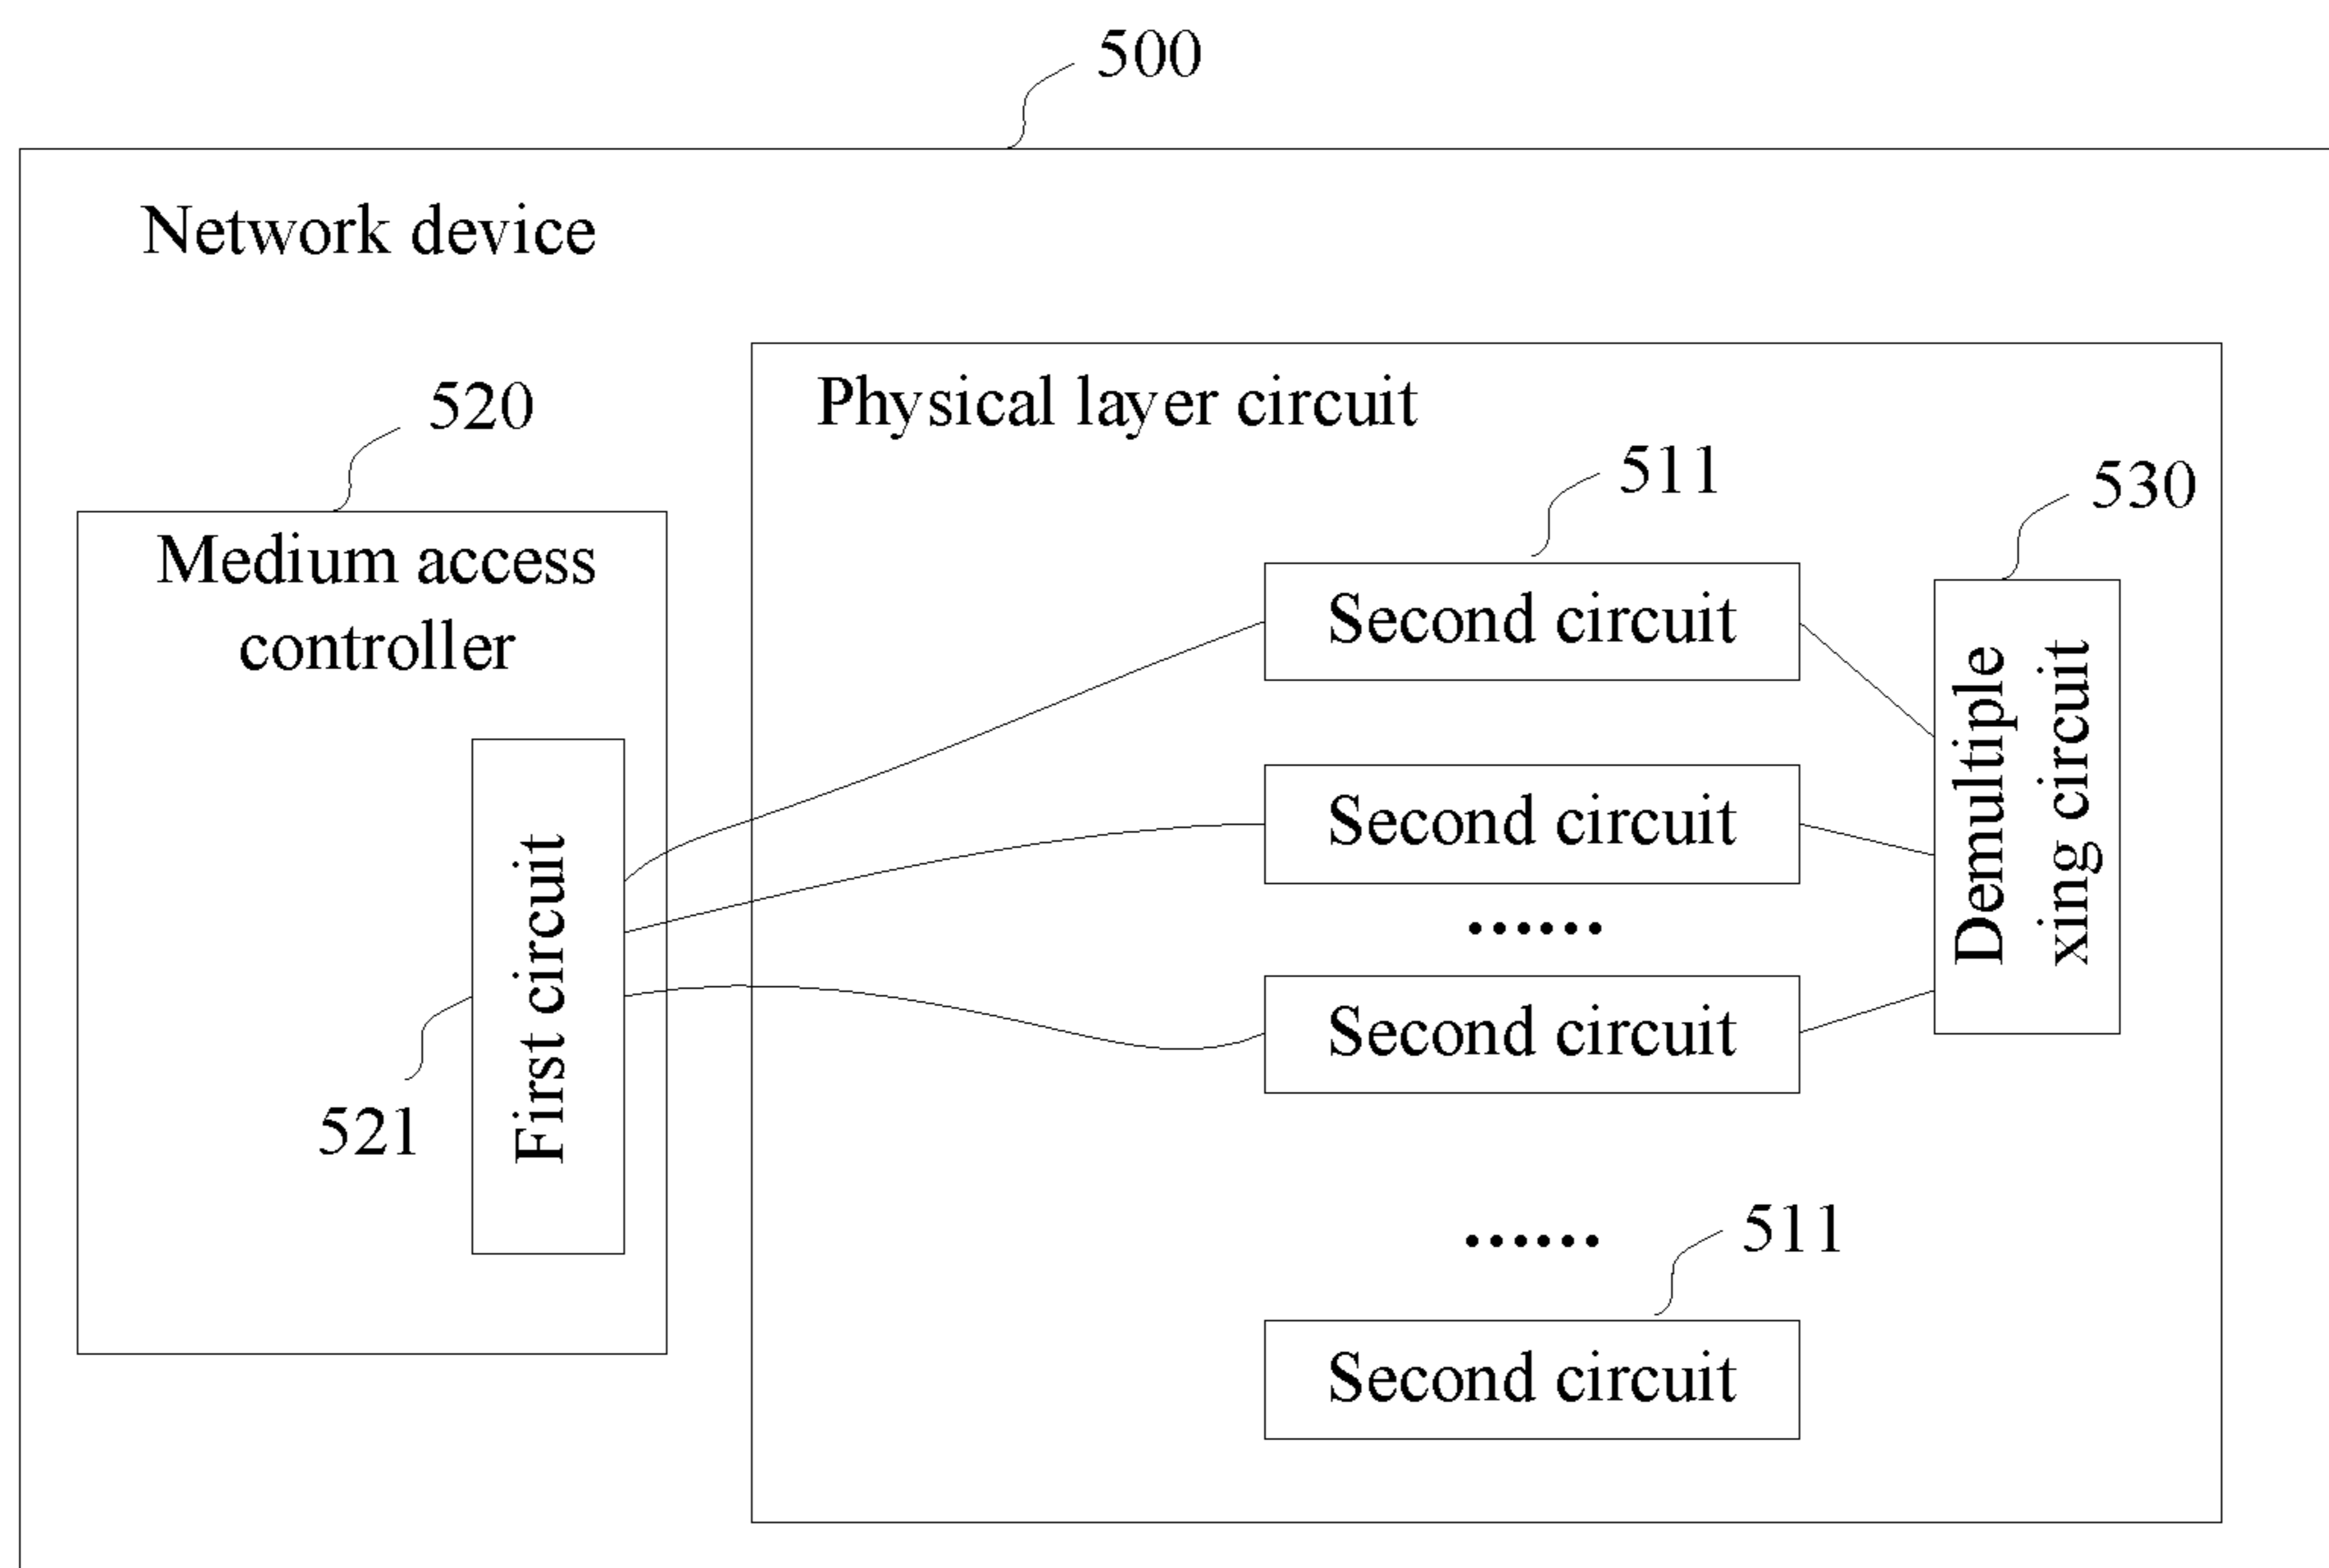 500
Network device
520
Physical layer circuit
511
530
Medium access
controller
Second circuit
Second circuit
......
Second circuit
Demultiple
xing circuit
First circuit
521
......
511
Second circuit